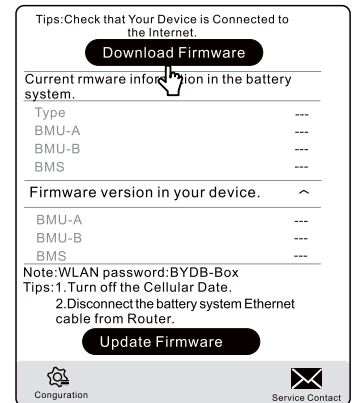 Tips:Check that Your Device is Connected to
the Internet.
Download Firmware
Current rmware information in the battery
system.
Type ---
BMU-A ---
BMU-B ---
BMS ---
Firmware version in your device.
BMU-A ---
BMU-B ---
BMS ---
Note:WLAN password:BYDB-Box
Tips:1.Turn off the Cellular Date.
2.Disconnect the battery system Ethernet
cable from Router.
Update Firmware
Conguration
Service Contact